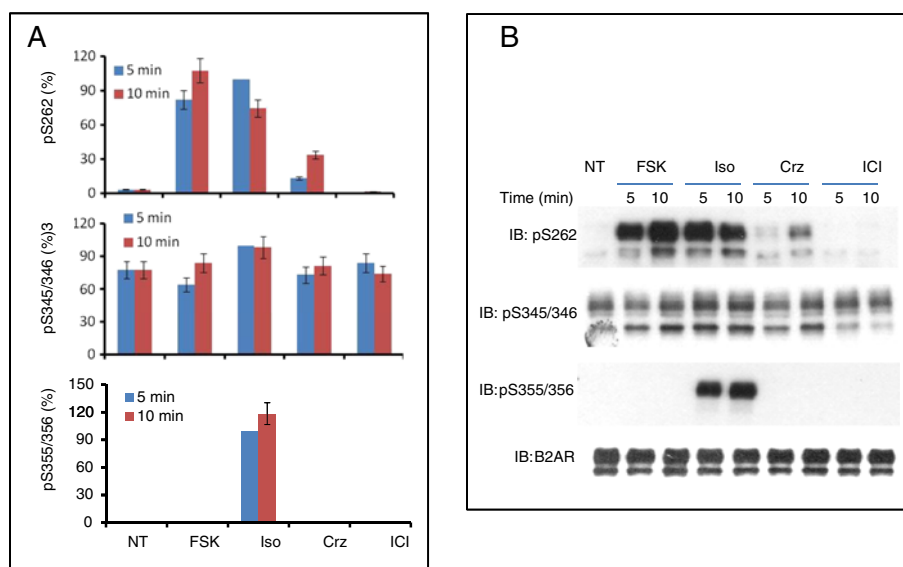 A
pS262 (%)
120
90
60
30
0
5 min
10 min
pS345/346 (%)3
120
90
60
30
0
5 min
10 min
pS355/356 (%)
150
120
90
60
30
0
5 min
10 min
NT FSK Iso Crz ICI
B
NT FSK Iso Crz ICI
Time (min) 5 10 5 10 5 10 5 10
IB: pS262
IB: pS345/346
IB:pS355/356
IB:B2AR